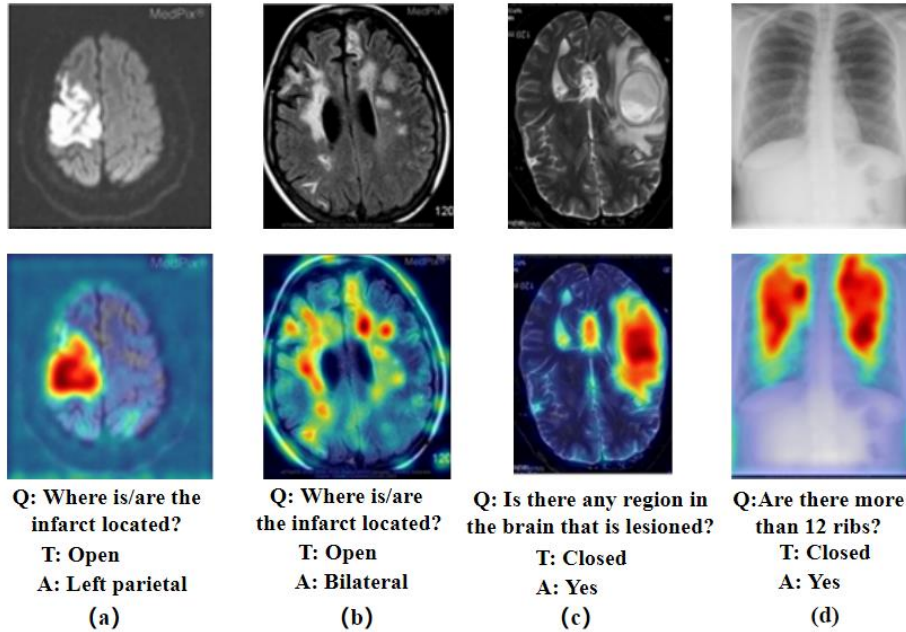 MedPix®
MedPix®
120
MedPix®
MedPix®
120
Q: Where is/are the
infarct located?
T: Open
A: Left parietal
(a)
Q: Where is/are
the infarct located?
T: Open
A: Bilateral
(b)
Q: Is there any region in
the brain that is lesioned?
T: Closed
A: Yes
(c)
Q:Are there more
than 12 ribs?
T: Closed
A: Yes
(d)